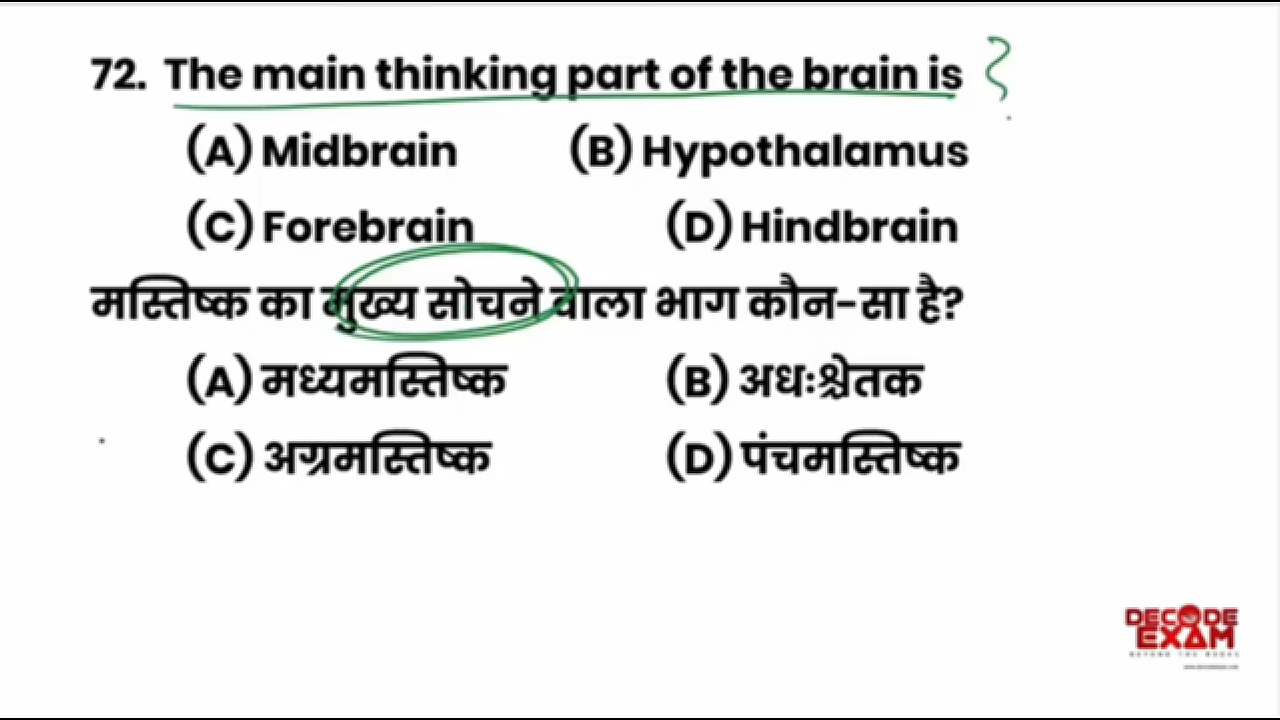 72. The main thinking part of the brain is ?
(A) Midbrain (B) Hypothalamus
(C) Forebrain (D) Hindbrain
मस्तिष्क का मुख्य सोचने वाला भाग कौन-सा है?
(A) मध्यमस्तिष्क (B) अधःश्चेतक
(C) अग्रमस्तिष्क (D) पंचमस्तिष्क
DECODE
EXAM